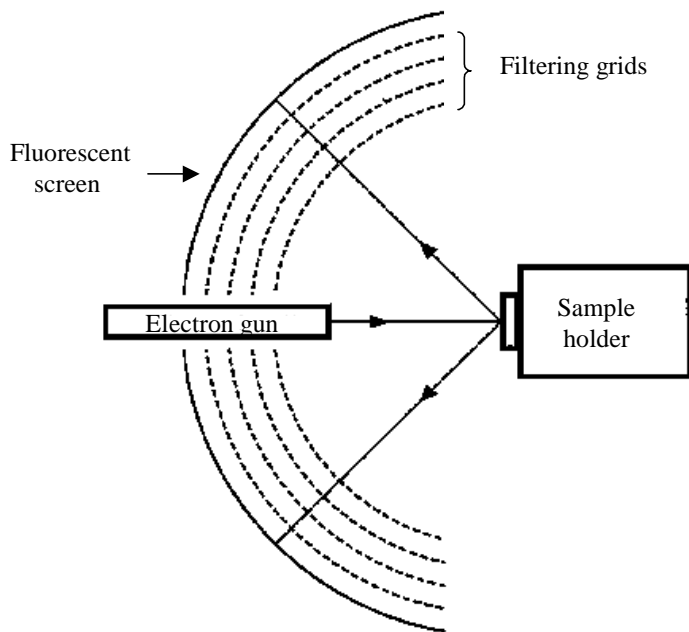 Filtering grids
Fluorescent
screen
Electron gun
Sample
holder